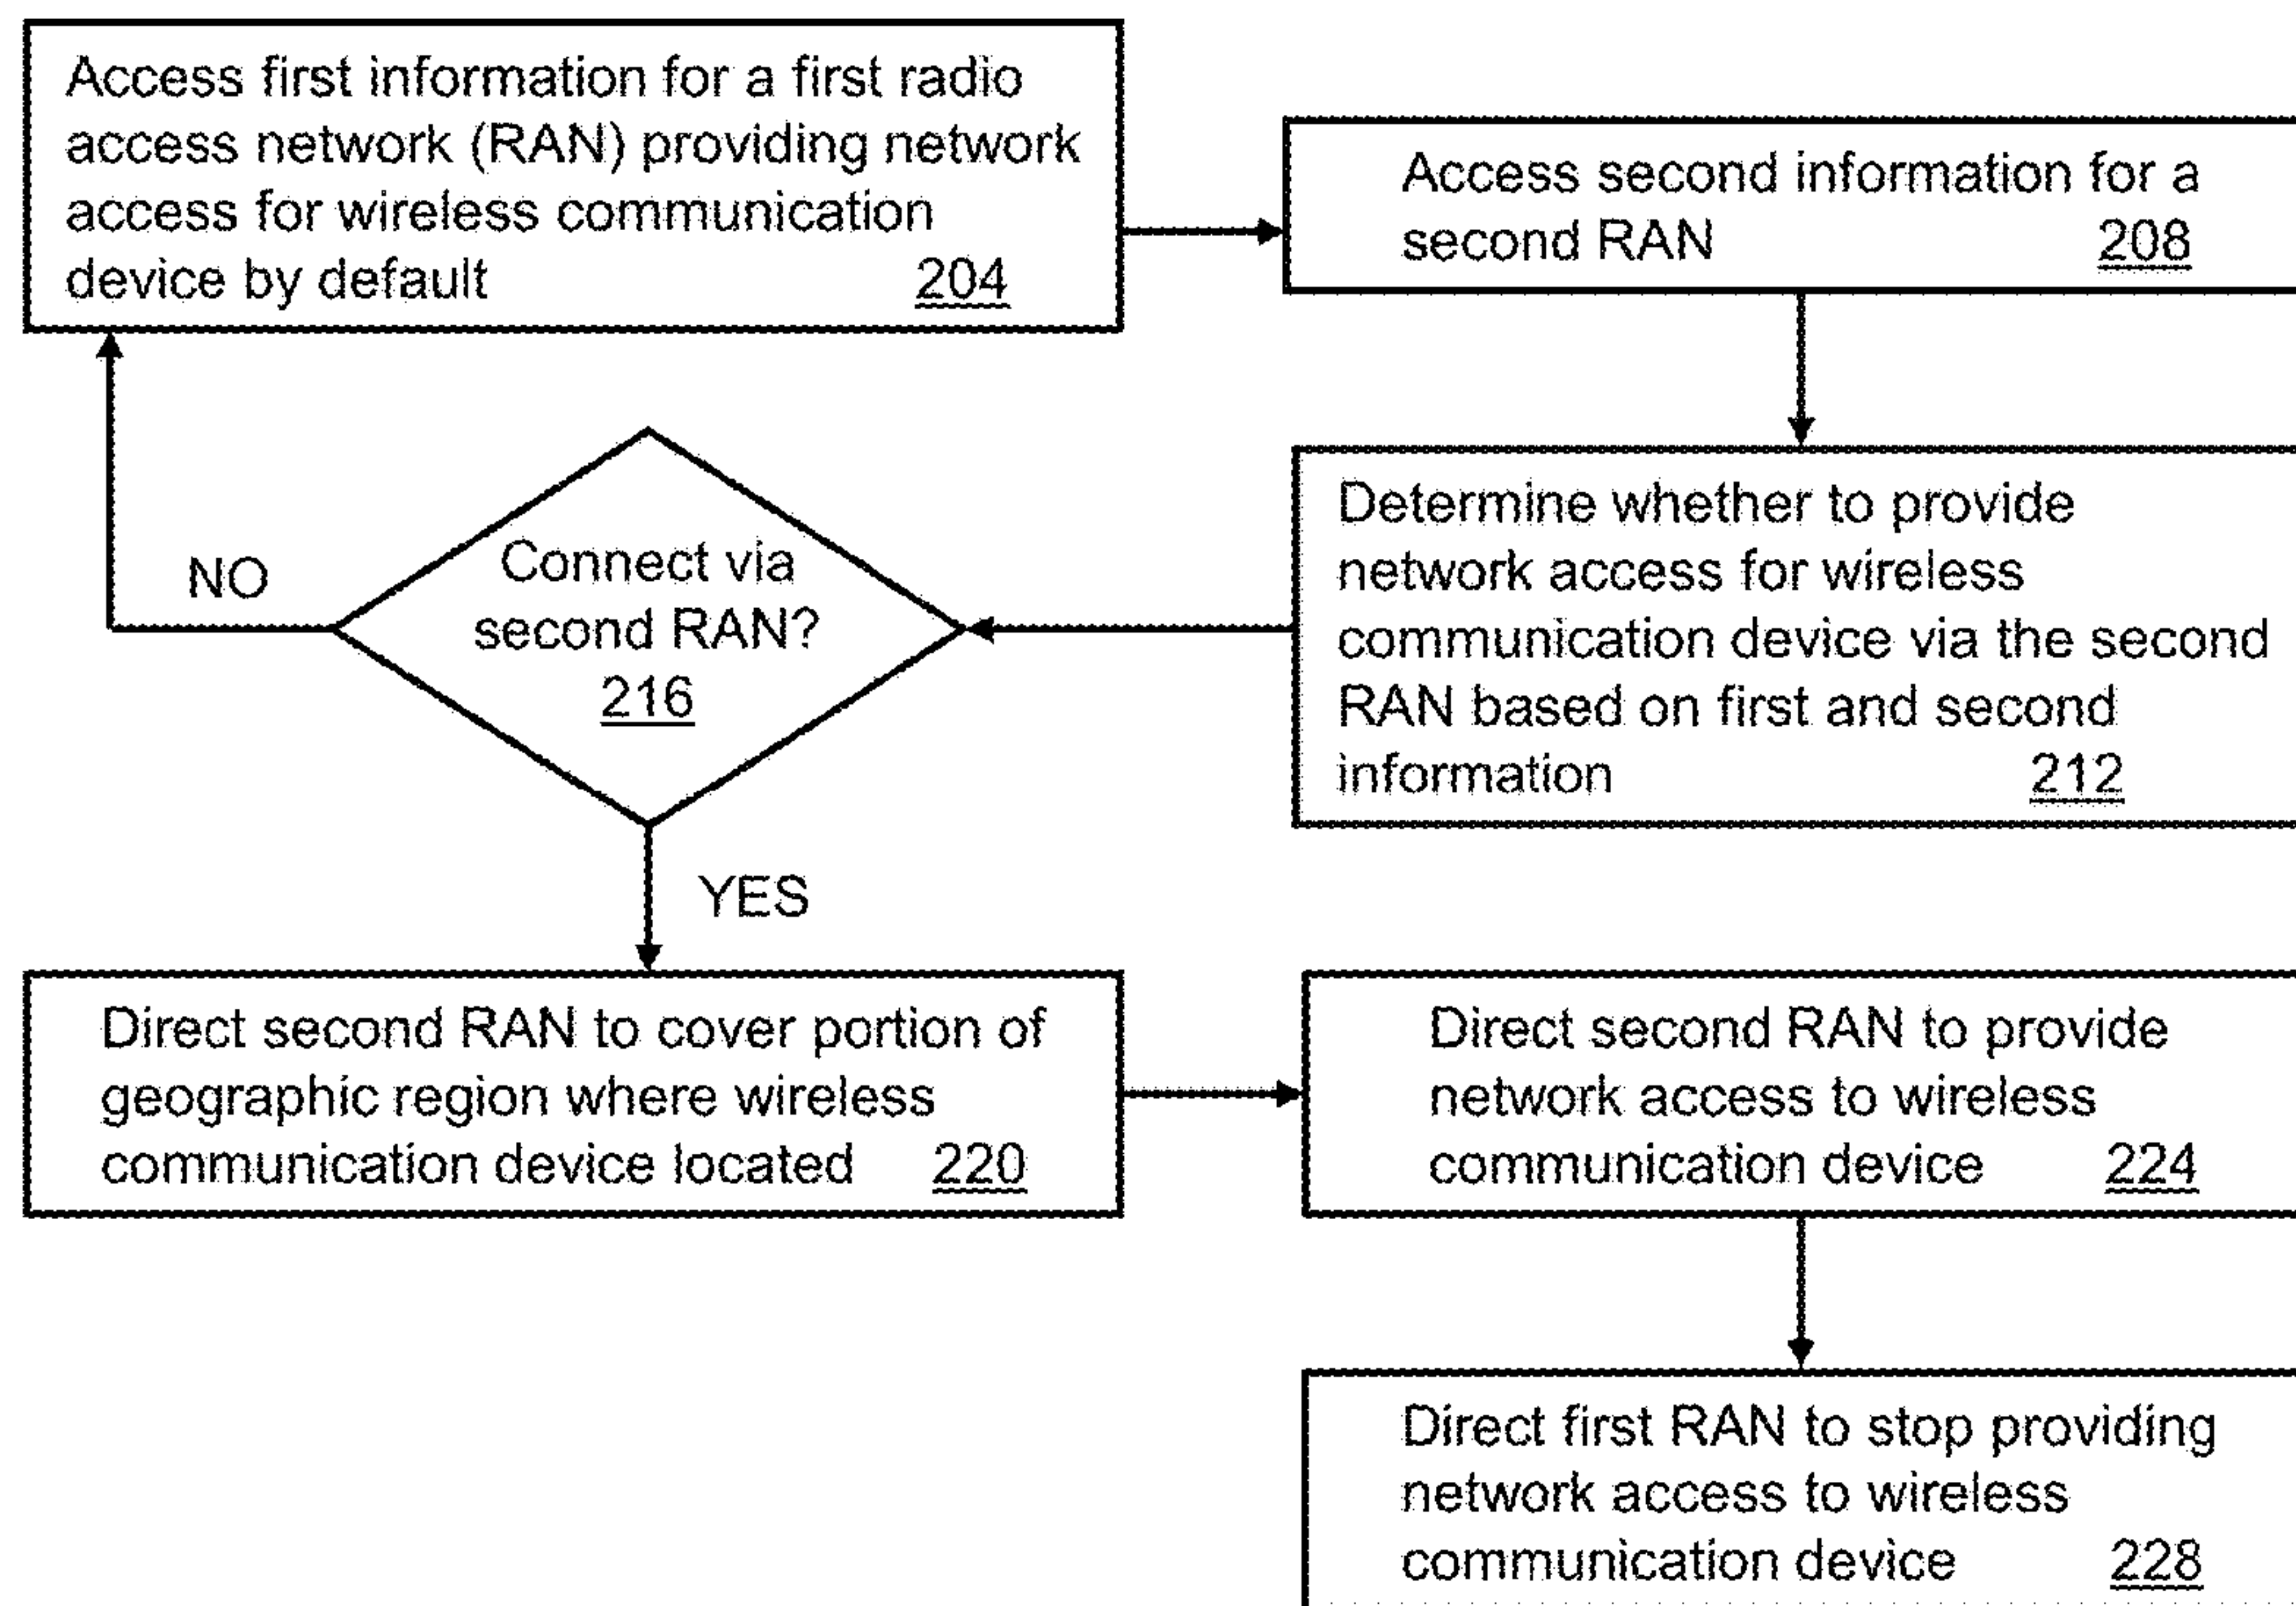 Access first information for a first radio
access network (RAN) providing network
access for wireless communication
device by default 204
Access second information for a
second RAN 208
Determine whether to provide
network access for wireless
communication device via the second
RAN based on first and second
information 212
Connect via
second RAN?
216
NO
YES
Direct second RAN to cover portion of
geographic region where wireless
communication device located 220
Direct second RAN to provide
network access to wireless
communication device 224
Direct first RAN to stop providing
network access to wireless
communication device 228